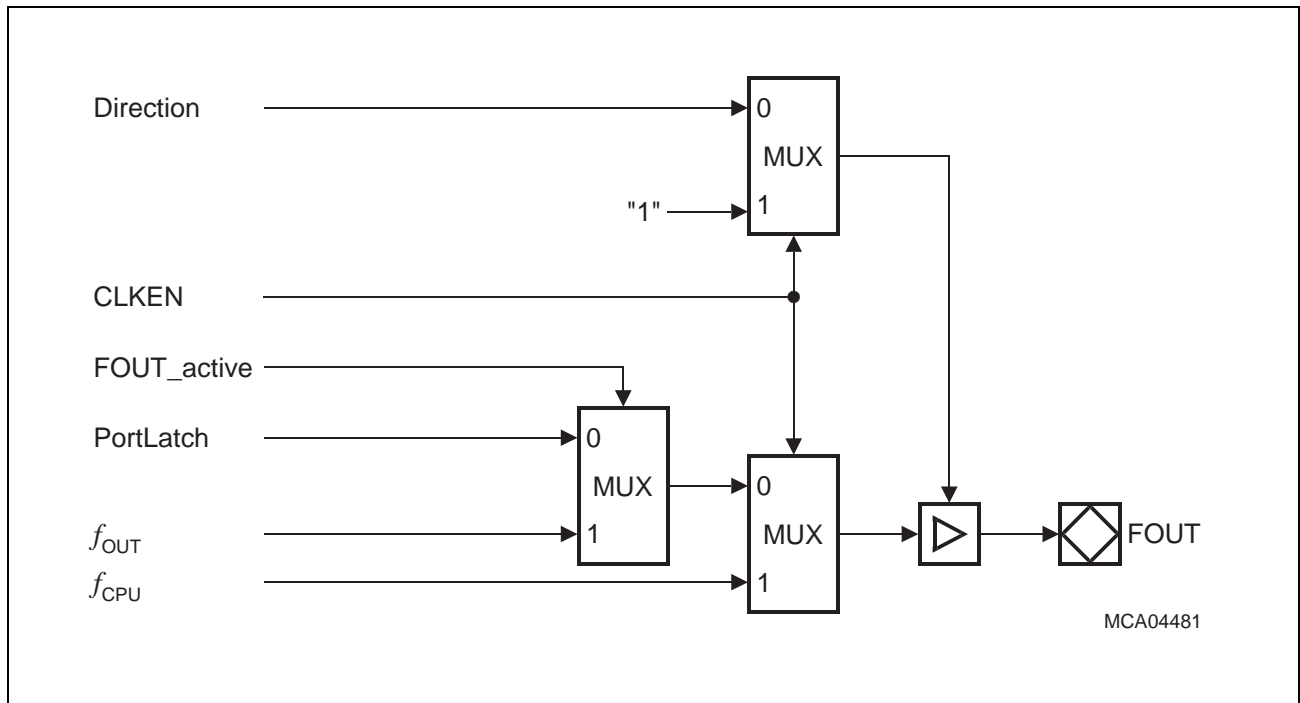 Direction
0
MUX
"1"
1
CLKEN
FOUT_active
PortLatch
0
MUX
0
fOUT
1
MUX
FOUT
fCPU
1
MCA04481